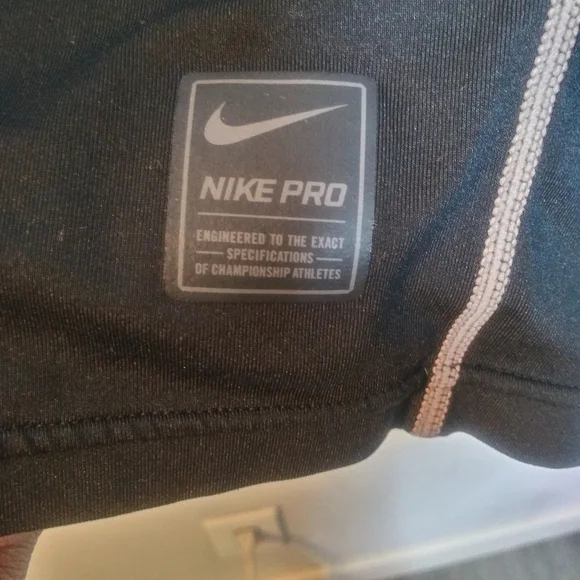 NIKE PRO
ENGINEERED TO THE EXACT
SPECIFICATIONS
OF CHAMPIONSHIP ATHLETES